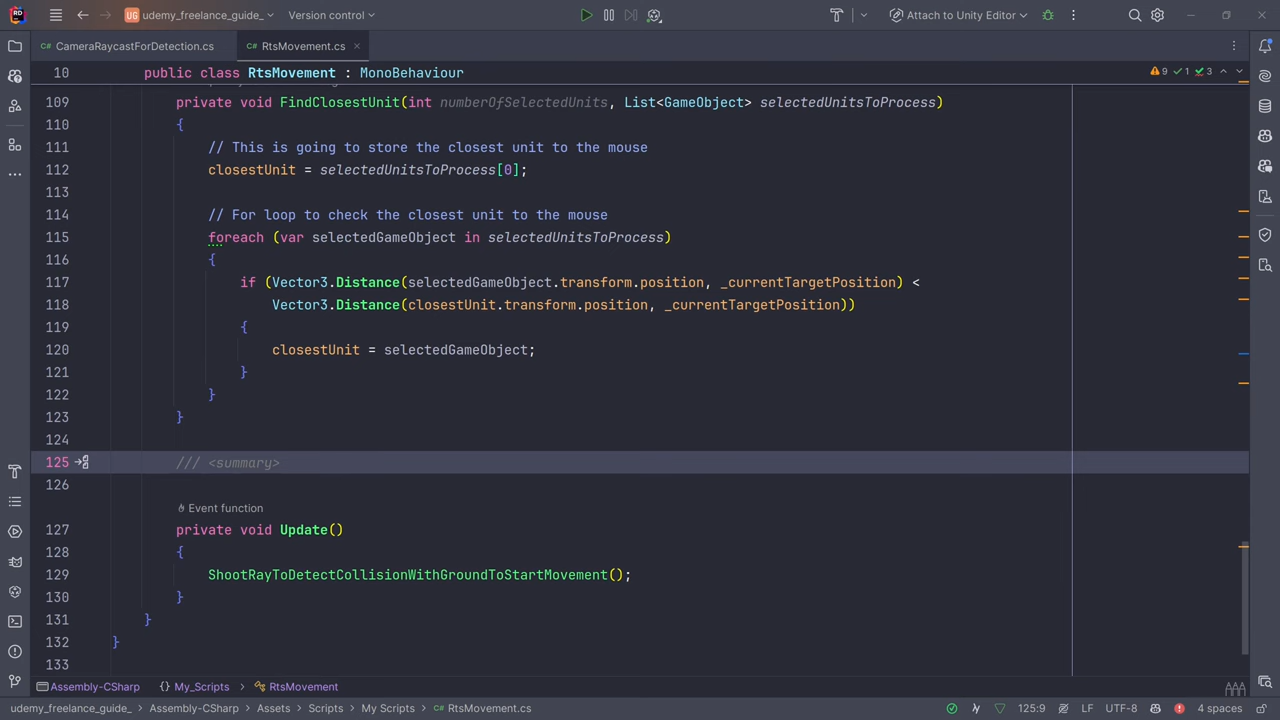 RD
UG
udemy_freelance_guide_
Version control
Attach to Unity Editor
C# CameraRaycastForDetection.cs
C# RtsMovement.cs
10 public class RtsMovement : MonoBehaviour
9 1 3
109 private void FindClosestUnit(int numberOfSelectedUnits, List<GameObject> selectedUnitsToProcess)
110 {
111 // This is going to store the closest unit to the mouse
112 closestUnit = selectedUnitsToProcess[0];
113
114 // For loop to check the closest unit to the mouse
115 foreach (var selectedGameObject in selectedUnitsToProcess)
116 {
117 if (Vector3.Distance(selectedGameObject.transform.position, _currentTargetPosition) <
118 Vector3.Distance(closestUnit.transform.position, _currentTargetPosition))
119 {
120 closestUnit = selectedGameObject;
121 }
122 }
123 }
124
125 /// <summary>
126
Event function
127 private void Update()
128 {
129 ShootRayToDetectCollisionWithGroundToStartMovement();
130 }
131 }
132 }
133
Assembly-CSharp
My_Scripts
RtsMovement
udemy_freelance_guide_ > Assembly-CSharp > Assets > Scripts > My Scripts > RtsMovement.cs
125:9
LF
UTF-8
4 spaces